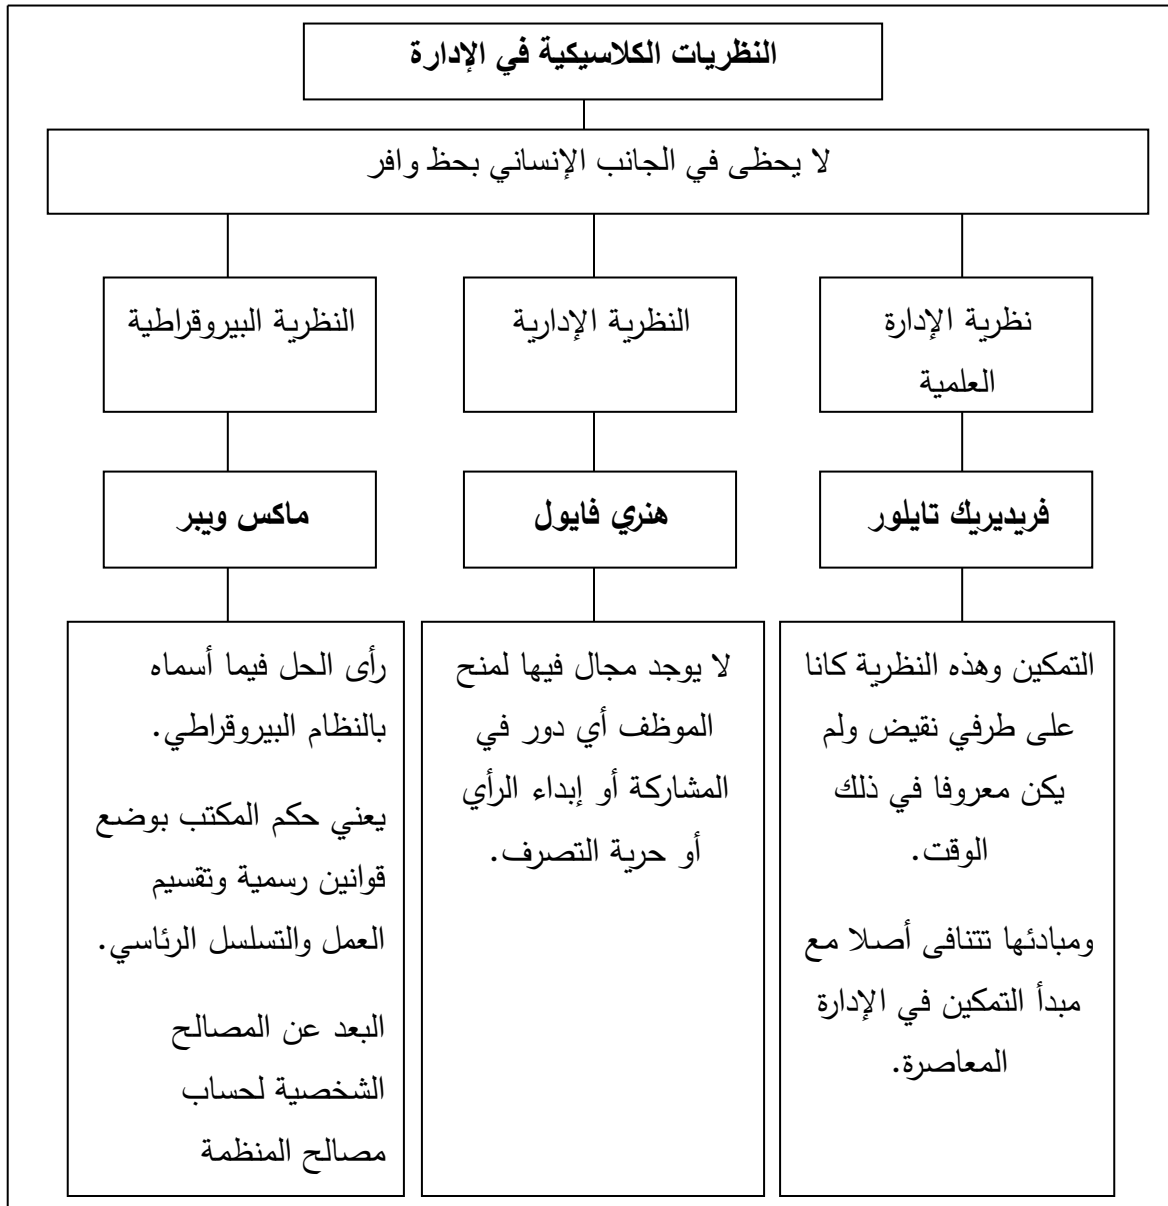 النظريات الكلاسيكية في الإدارة
لا يحظى في الجانب الإنساني بحظ وافر
نظرية الإدارة
العلمية
فريديريك تايلور
التمكين وهذه النظرية كانا
على طرفي نقيض ولم
يكن معروفا في ذلك
الوقت.
ومبادئها تتنافى أصلا مع
مبدأ التمكين في الإدارة
المعاصرة.
النظرية الإدارية
هنري فايول
لا يوجد مجال فيها لمنح
الموظف أي دور في
المشاركة أو إبداء الرأي
أو حرية التصرف.
النظرية البيروقراطية
ماكس ويبر
رأى الحل فيما أسماه
بالنظام البيروقراطي.
يعني حكم المكتب بوضع
قوانين رسمية وتقسيم
العمل والتسلسل الرئاسي.
البعد عن المصالح
الشخصية لحساب
مصالح المنظمة